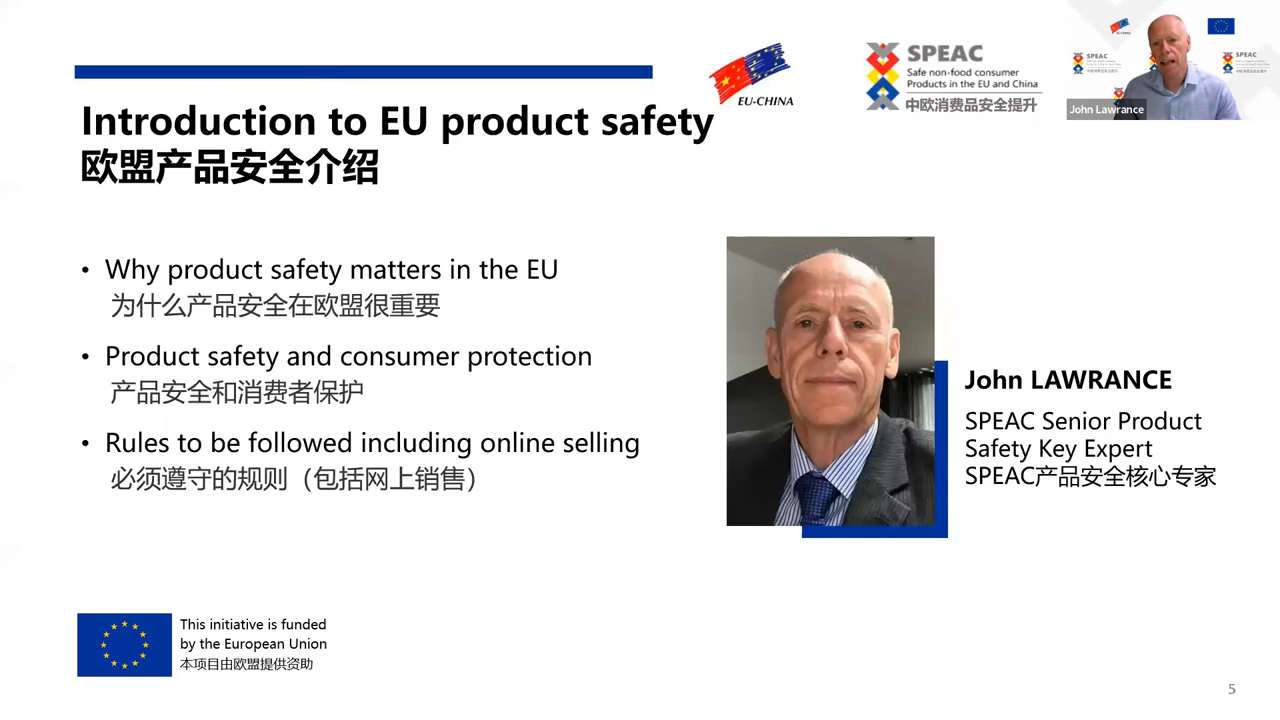 Introduction to EU product safety
欧盟产品安全介绍
EU-CHINA
SPEAC
Safe non-food consumer
Products in the EU and China
中欧消费品安全提升
John Lawrance
SPEAC
SPEAC
• Why product safety matters in the EU
为什么产品安全在欧盟很重要
• Product safety and consumer protection
产品安全和消费者保护
• Rules to be followed including online selling
必须遵守的规则（包括网上销售）
John LAWRANCE
SPEAC Senior Product
Safety Key Expert
SPEAC产品安全核心专家
This initiative is funded
by the European Union
本项目由欧盟提供资助
5